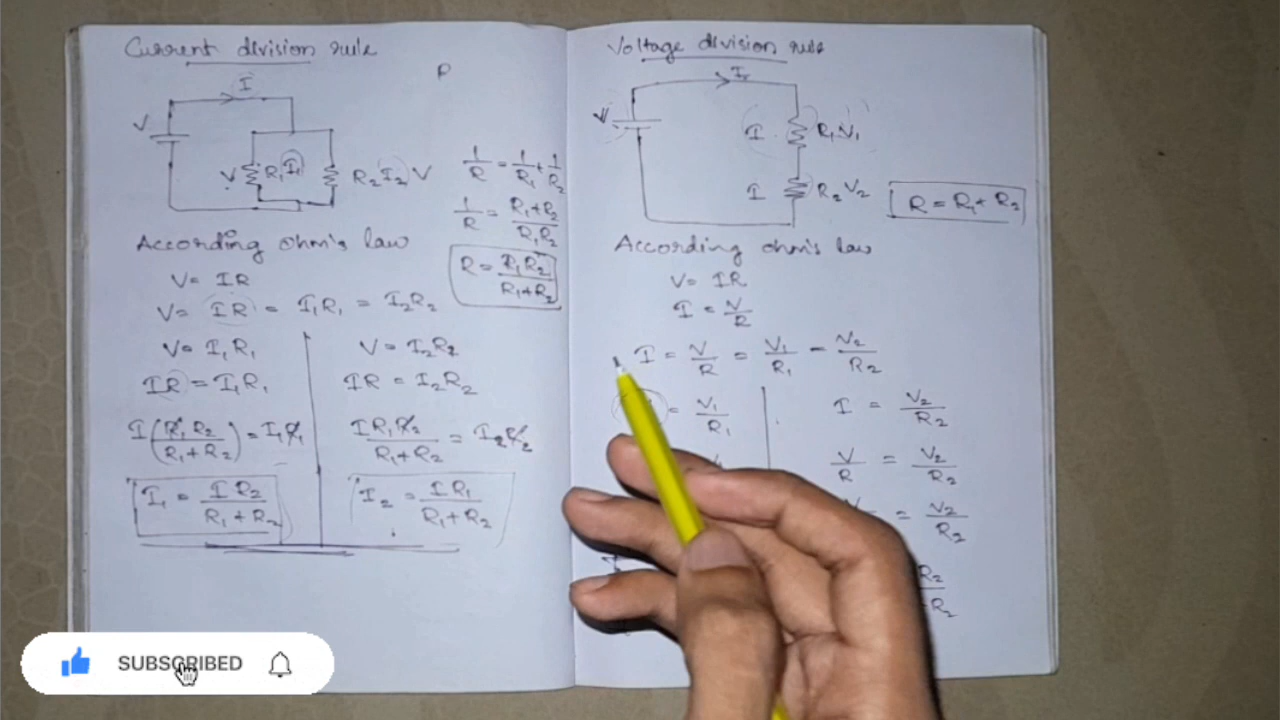 Current division rule
I
V
V R₁ I₁ R₂ I₂ V
1/R = 1/R₁ + 1/R₂
1/R = R₁+R₂/R₁R₂
R = R₁R₂/R₁+R₂
According ohm's law
V = IR
V = IR = I₁R₁ = I₂R₂
V = I₁R₁
IR = I₁R₁
I(R₁R₂/R₁+R₂) = I₁R₁
I₁ = IR₂/R₁+R₂
V = I₂R₂
IR = I₂R₂
IR₁R₂/R₁+R₂ = I₂R₂
I₂ = IR₁/R₁+R₂
Voltage division rule
I
V
I R₁ V₁
I R₂ V₂
R = R₁+R₂
According ohm's law
V = IR
I = V/R
I = V/R = V₁/R₁ = V₂/R₂
= V₁/R₁
I = V₂/R₂
V/R = V₂/R₂
= V₂/R₂
R₂
R₂
SUBSCRIBED